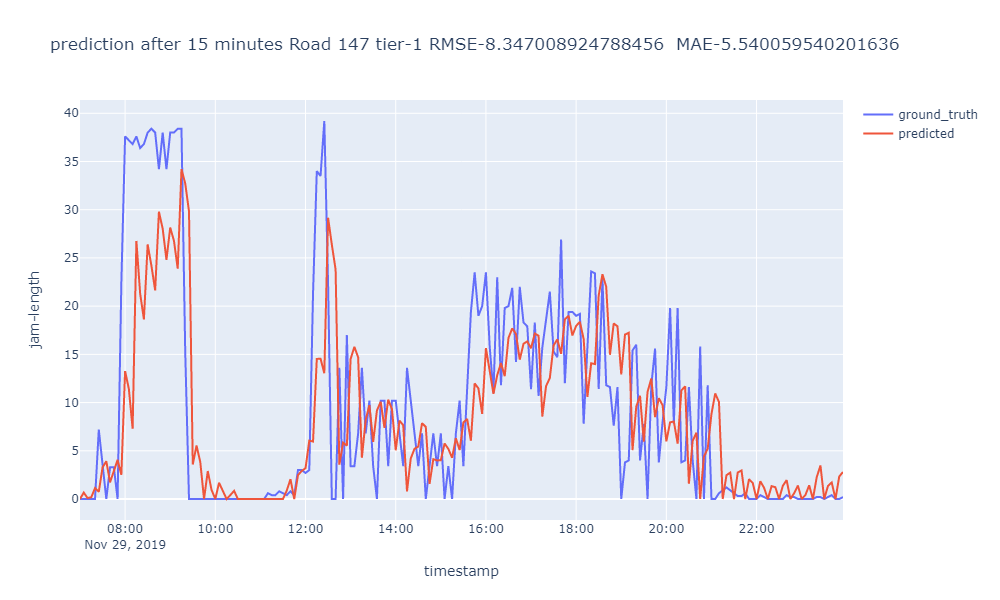 prediction after 15 minutes Road 147 tier-1 RMSE-8.347008924788456  MAE-5.540059540201636
ground_truth
predicted
40
35
30
25
20
15
10
5
0
jam-length
08:00 10:00 12:00 14:00 16:00 18:00 20:00 22:00
Nov 29, 2019
timestamp